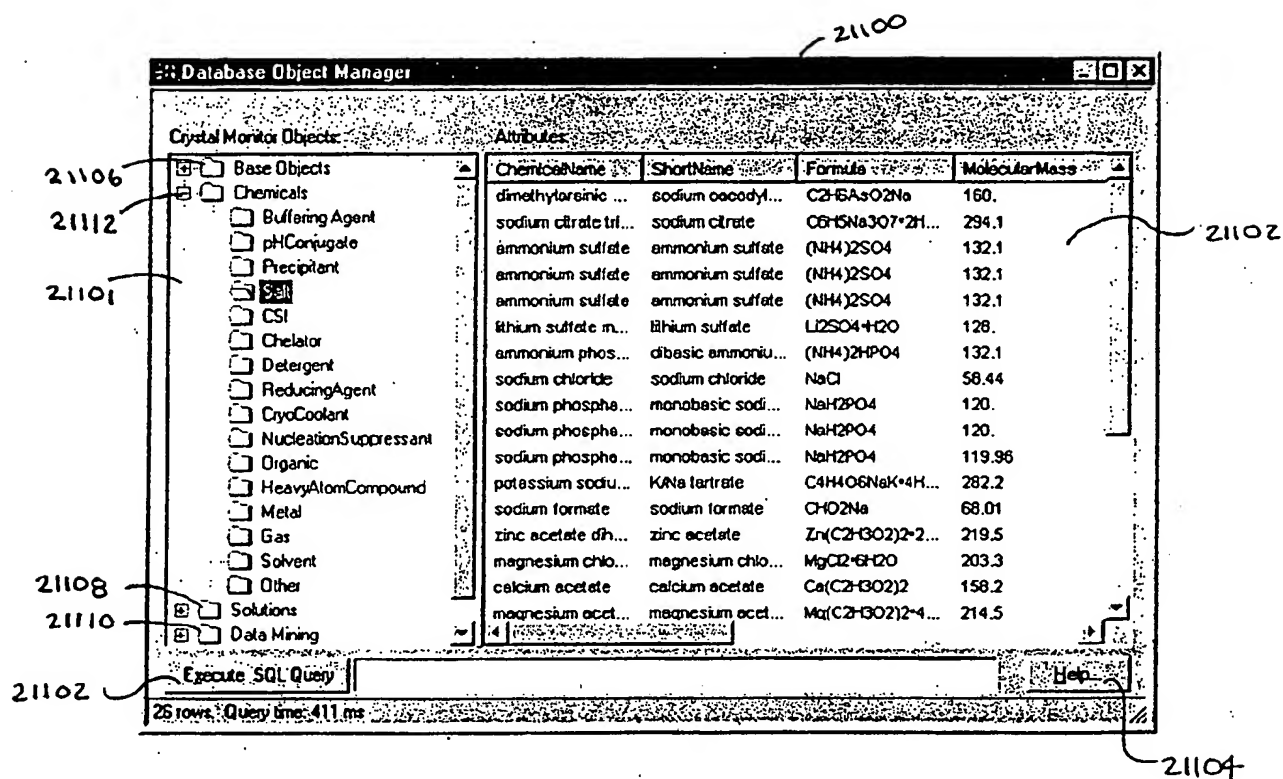 21100
Database Object Manager
Crystal Monitor Objects: Attributes:
21106
21112
21101
21108
21110
Base Objects
Chemicals
Buffering Agent
pHConjugate
Precipitant
Salt
CSI
Chelator
Detergent
ReducingAgent
CryoCoolant
NucleationSuppressant
Organic
HeavyAtomCompound
Metal
Gas
Solvent
Other
Solutions
Data Mining
ChemicalName ShortName Formula MolecularMass
dimethylarsinic ... sodium cacodyl... C2H6AsO2Na 160.
sodium citrate tri... sodium citrate C6H5Na3O7•2H... 294.1
ammonium sulfate ammonium sulfate (NH4)2SO4 132.1
ammonium sulfate ammonium sulfate (NH4)2SO4 132.1
ammonium sulfate ammonium sulfate (NH4)2SO4 132.1
lithium sulfate m... lithium sulfate Li2SO4•H2O 128.
ammonium phos... dibasic ammoniu... (NH4)2HPO4 132.1
sodium chloride sodium chloride NaCl 58.44
sodium phospha... monobasic sodi... NaH2PO4 120.
sodium phospha... monobasic sodi... NaH2PO4 120.
sodium phospha... monobasic sodi... NaH2PO4 119.96
potassium sodiu... K/Na tartrate C4H4O6NaK•4H... 282.2
sodium formate sodium formate CHO2Na 68.01
zinc acetate dih... zinc acetate Zn(C2H3O2)2•2... 219.5
magnesium chlo... magnesium chlo... MgCl2•6H2O 203.3
calcium acetate calcium acetate Ca(C2H3O2)2 158.2
magnesium acet... magnesium acet... Mg(C2H3O2)2•4... 214.5
21102
21102
Execute SQL Query Help
26 rows. Query time: 411 ms
21104